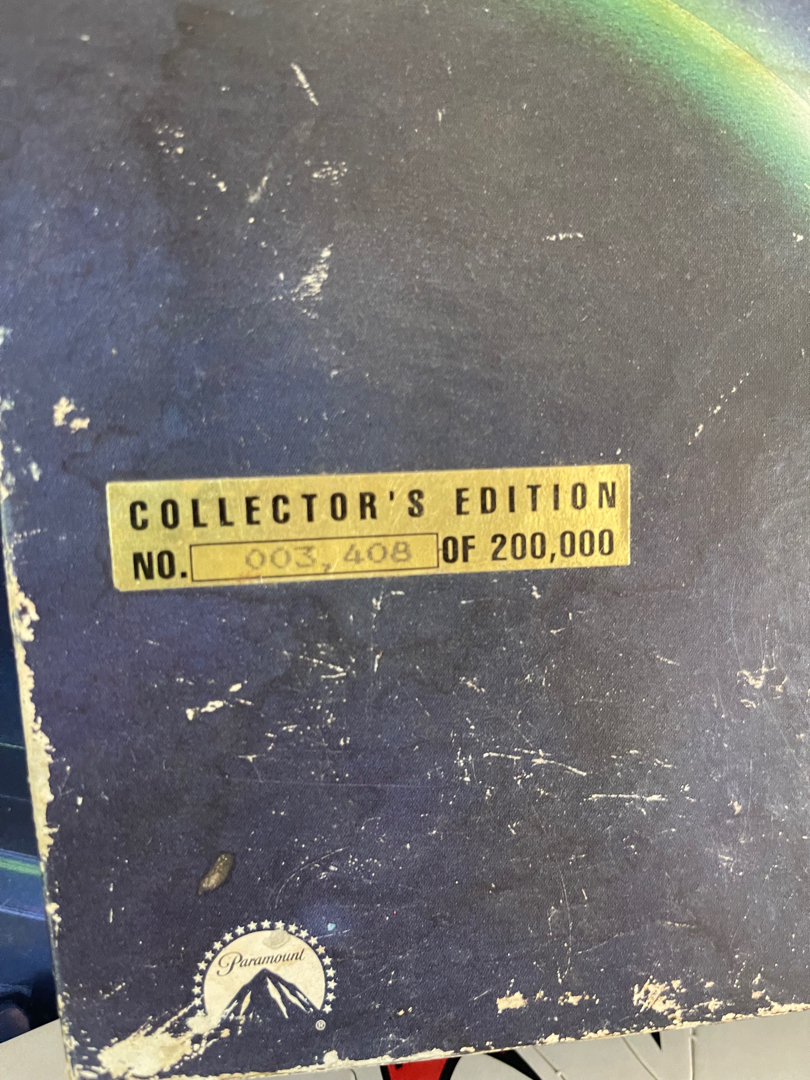 COLLECTOR'S EDITION
NO. 003,408 OF 200,000
Paramount
®